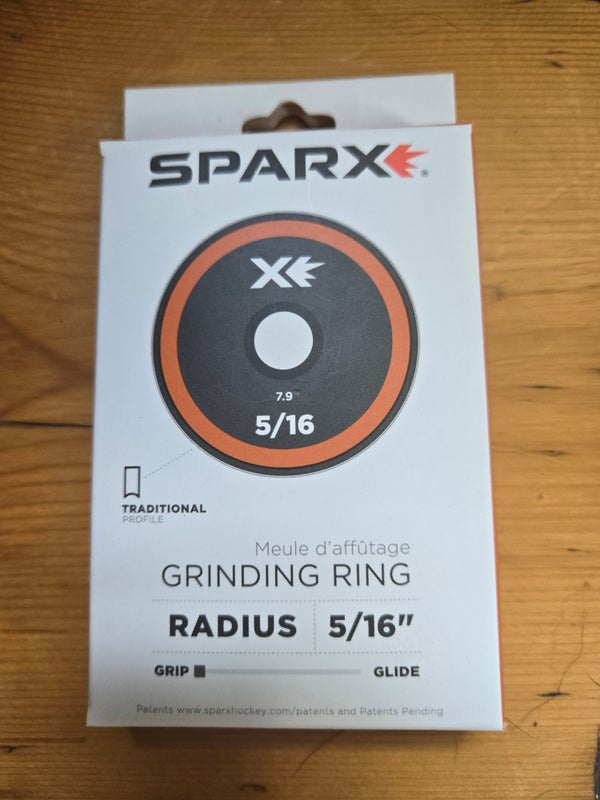 SPARX®
X
7.9
5/16
TRADITIONAL
PROFILE
Meule d'affûtage
GRINDING RING
RADIUS 5/16"
GRIP GLIDE
Patents www.sparxhockey.com/patents and Patents Pending